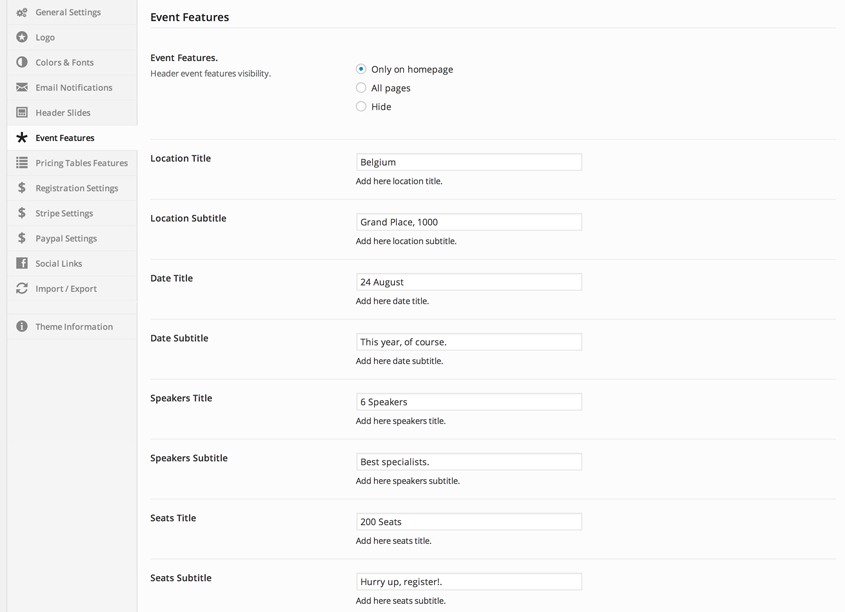 General Settings
Logo
Colors & Fonts
Email Notifications
Header Slides
Event Features
Pricing Tables Features
Registration Settings
Stripe Settings
Paypal Settings
Social Links
Import / Export
Theme Information
Event Features
Event Features.
Header event features visibility.
Only on homepage
All pages
Hide
Location Title
Belgium
Add here location title.
Location Subtitle
Grand Place, 1000
Add here location subtitle.
Date Title
24 August
Add here date title.
Date Subtitle
This year, of course.
Add here date subtitle.
Speakers Title
6 Speakers
Add here speakers title.
Speakers Subtitle
Best specialists.
Add here speakers subtitle.
Seats Title
200 Seats
Add here seats title.
Seats Subtitle
Hurry up, register!.
Add here seats subtitle.